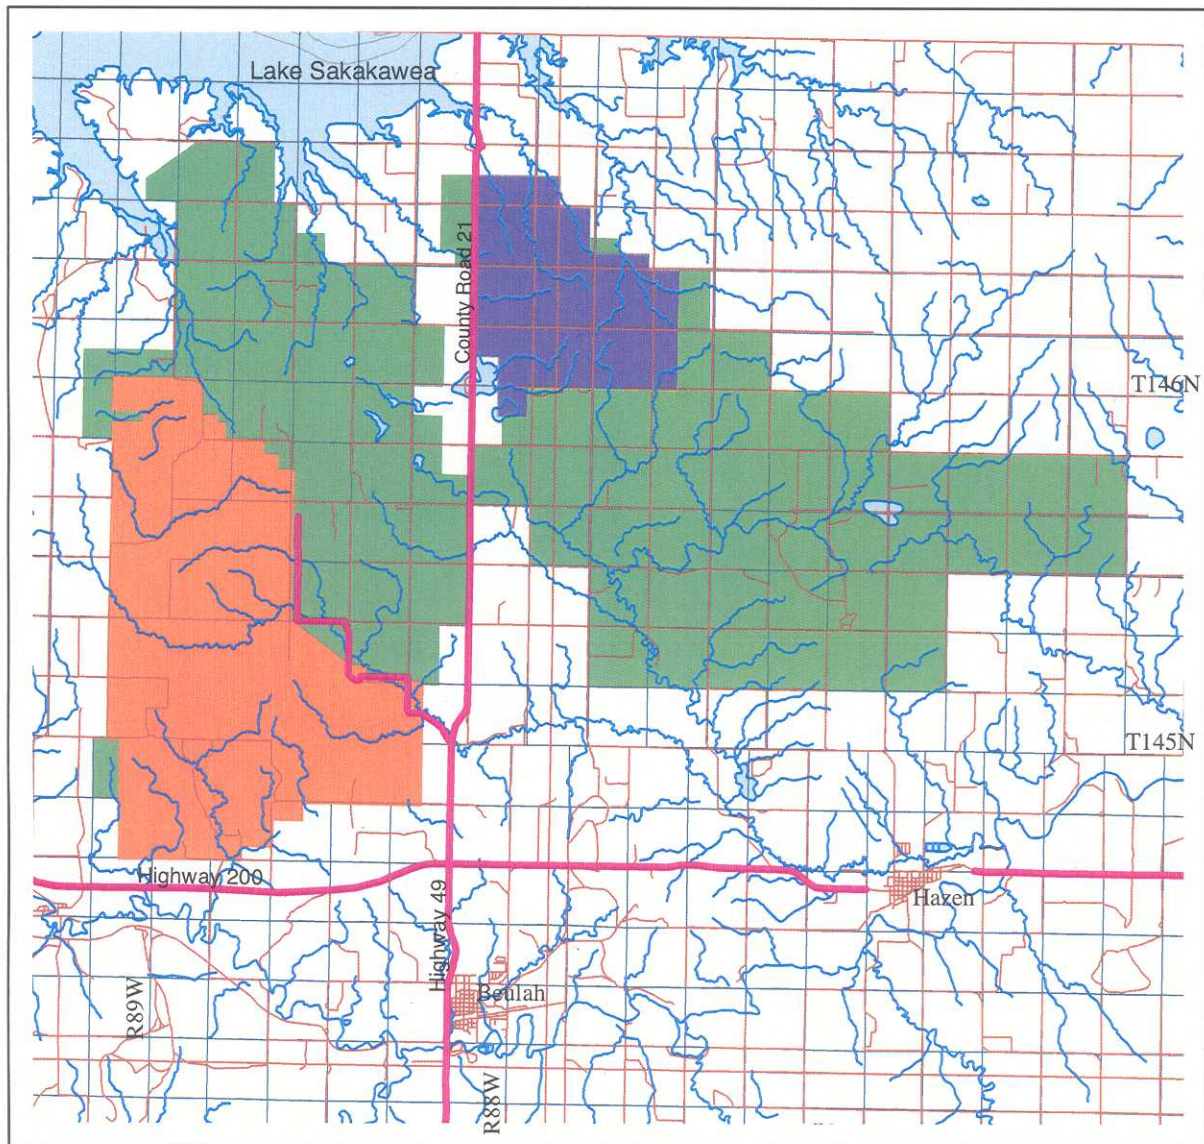 Lake Sakakawea
County Road 21
T146N
T145N
Highway 200
Hazen
Highway 49
Beulah
R89W
R88W